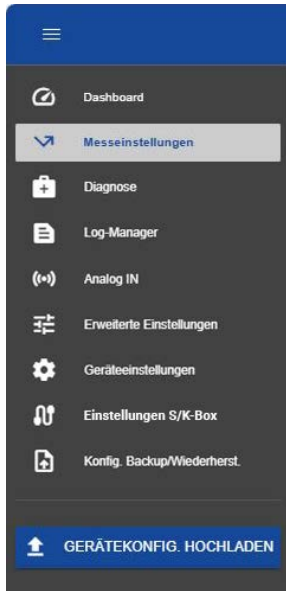 Dashboard
Messeinstellungen
Diagnose
Log-Manager
Analog IN
Erweiterte Einstellungen
Geräteeinstellungen
Einstellungen S/K-Box
Konfig. Backup/Wiederherst.
GERÄTEKONFIG. HOCHLADEN